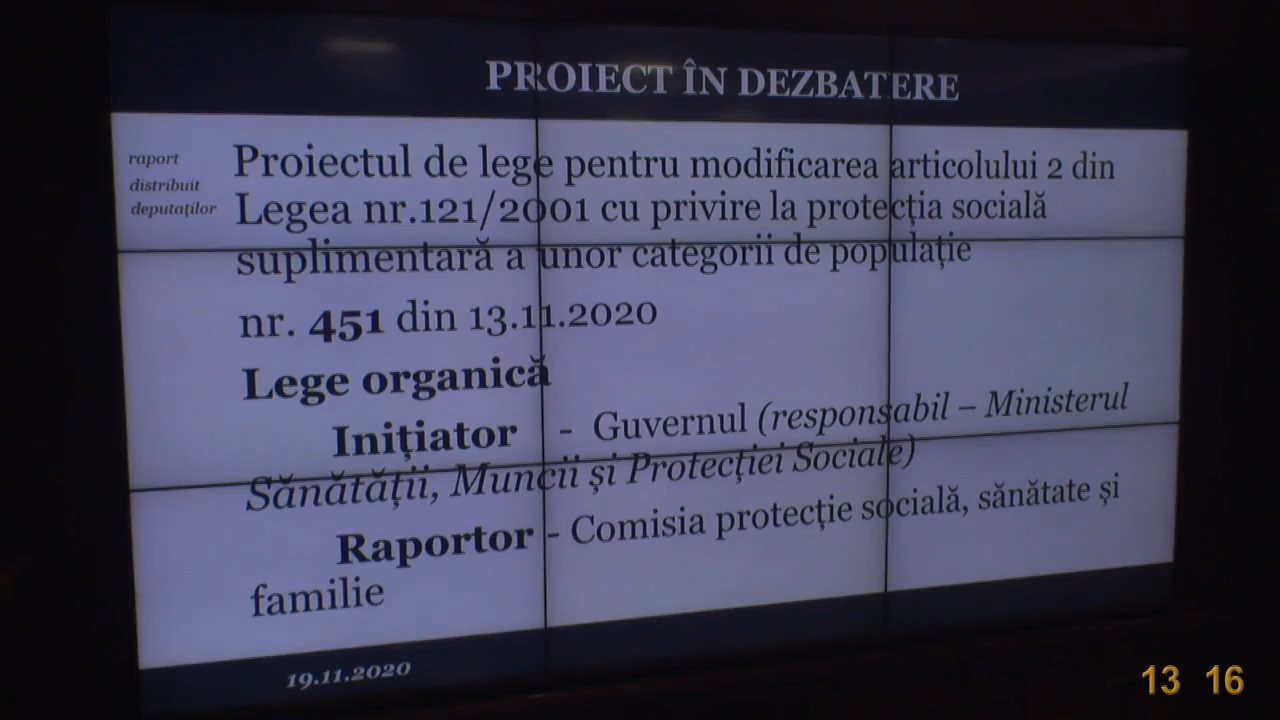 PROIECT ÎN DEZBATERE
raport
distribuit
deputaților
Proiectul de lege pentru modificarea articolului 2 din
Legea nr.121/2001 cu privire la protecția socială
suplimentară a unor categorii de populație
nr. 451 din 13.11.2020
Lege organică
Inițiator - Guvernul (responsabil – Ministerul
Sănătății, Muncii și Protecției Sociale)
Raportor - Comisia protecție socială, sănătate și
familie
19.11.2020
13 16